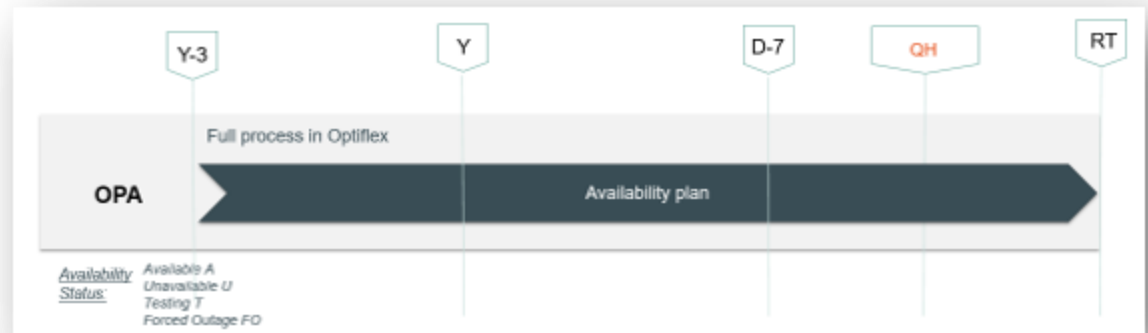 Y-3
Y
D-7
QH
RT
Full process in Optiflex
OPA
Availability plan
Availability
Status:
Available A
Unavailable U
Testing T
Forced Outage FO